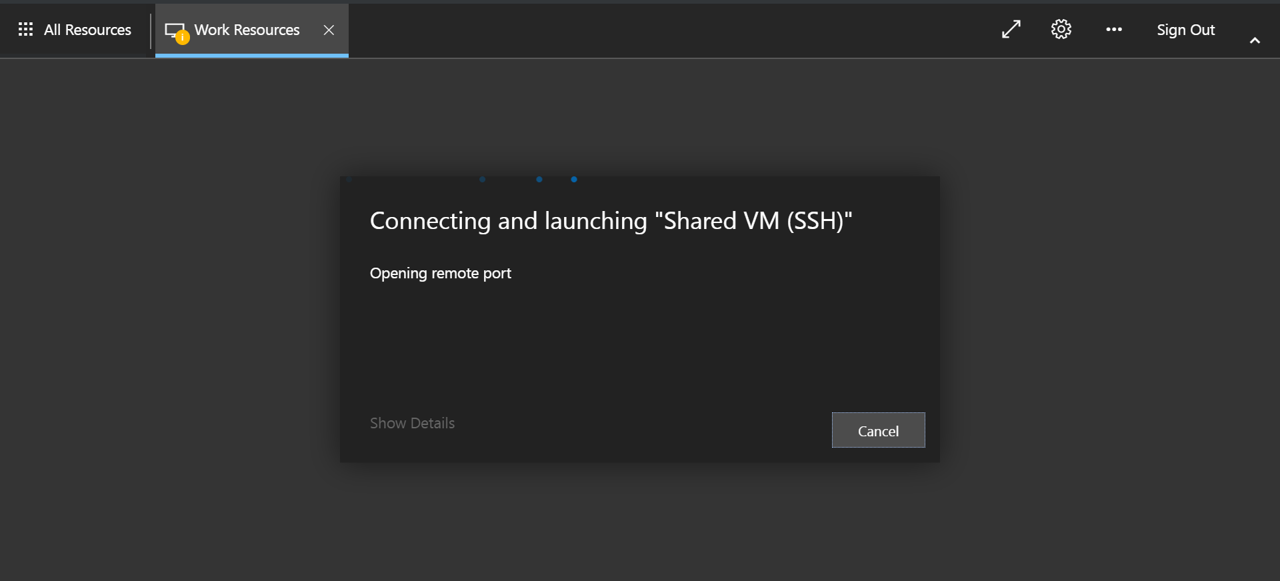 All Resources
Work Resources
Sign Out
Connecting and launching "Shared VM (SSH)"
Opening remote port
Show Details
Cancel